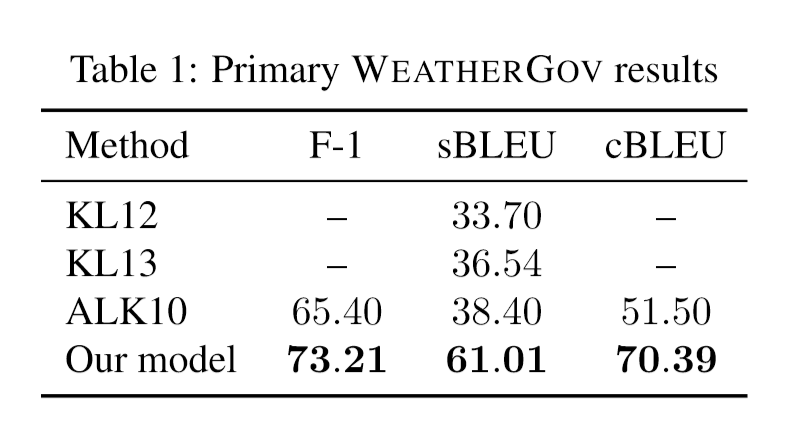 Table 1: Primary WEATHERGOV results
Method F-1 sBLEU cBLEU
KL12 – 33.70 –
KL13 – 36.54 –
ALK10 65.40 38.40 51.50
Our model 73.21 61.01 70.39